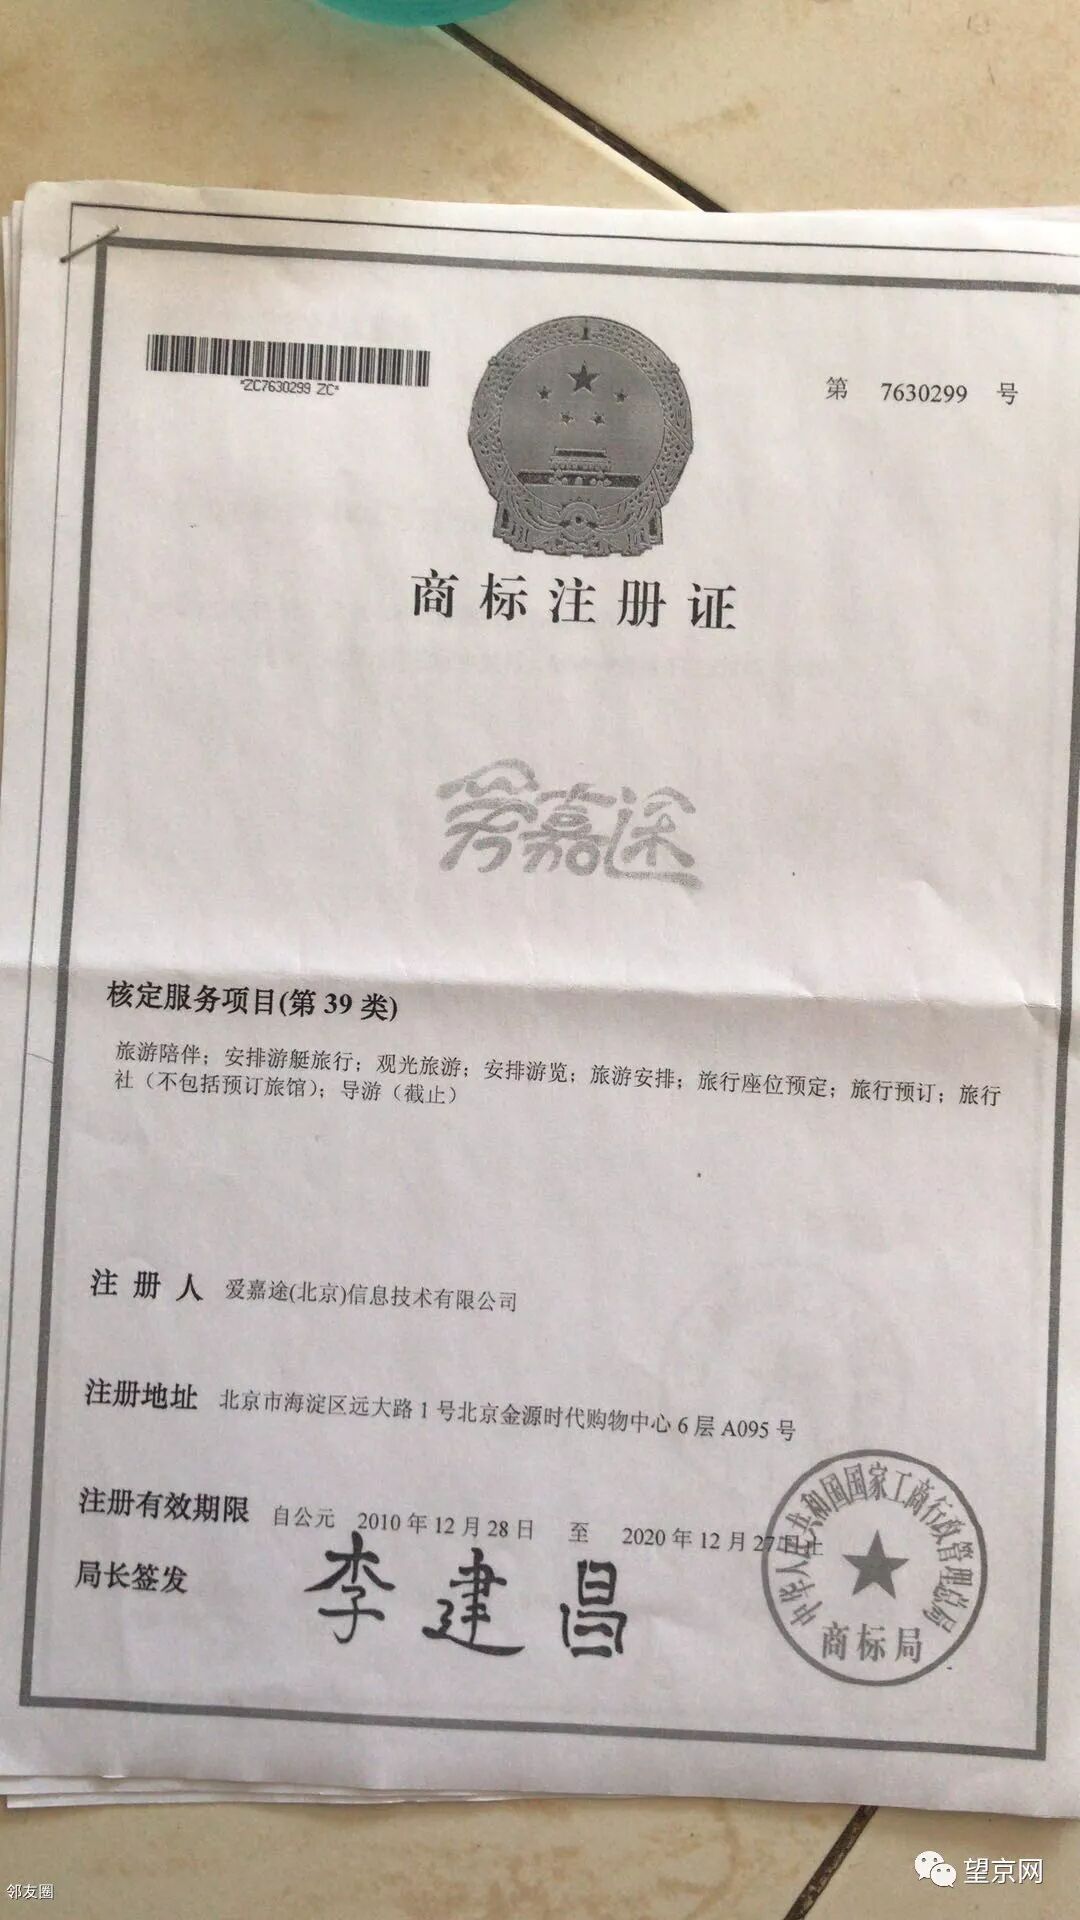 *ZC7630299 ZC*
第 7630299 号
商标注册证
爱嘉途
核定服务项目(第 39 类)
旅游陪伴；安排游艇旅行；观光旅游；安排游览；旅游安排；旅行座位预定；旅行预订；旅行
社（不包括预订旅馆）；导游（截止）
注册人 爱嘉途(北京)信息技术有限公司
注册地址 北京市海淀区远大路 1 号北京金源时代购物中心 6 层 A095 号
注册有效期限 自公元 2010 年 12 月 28 日 至 2020 年 12 月 27 日止
局长签发 李建昌
中华人民共和国国家工商行政管理总局
商标局
望京网
邻友圈